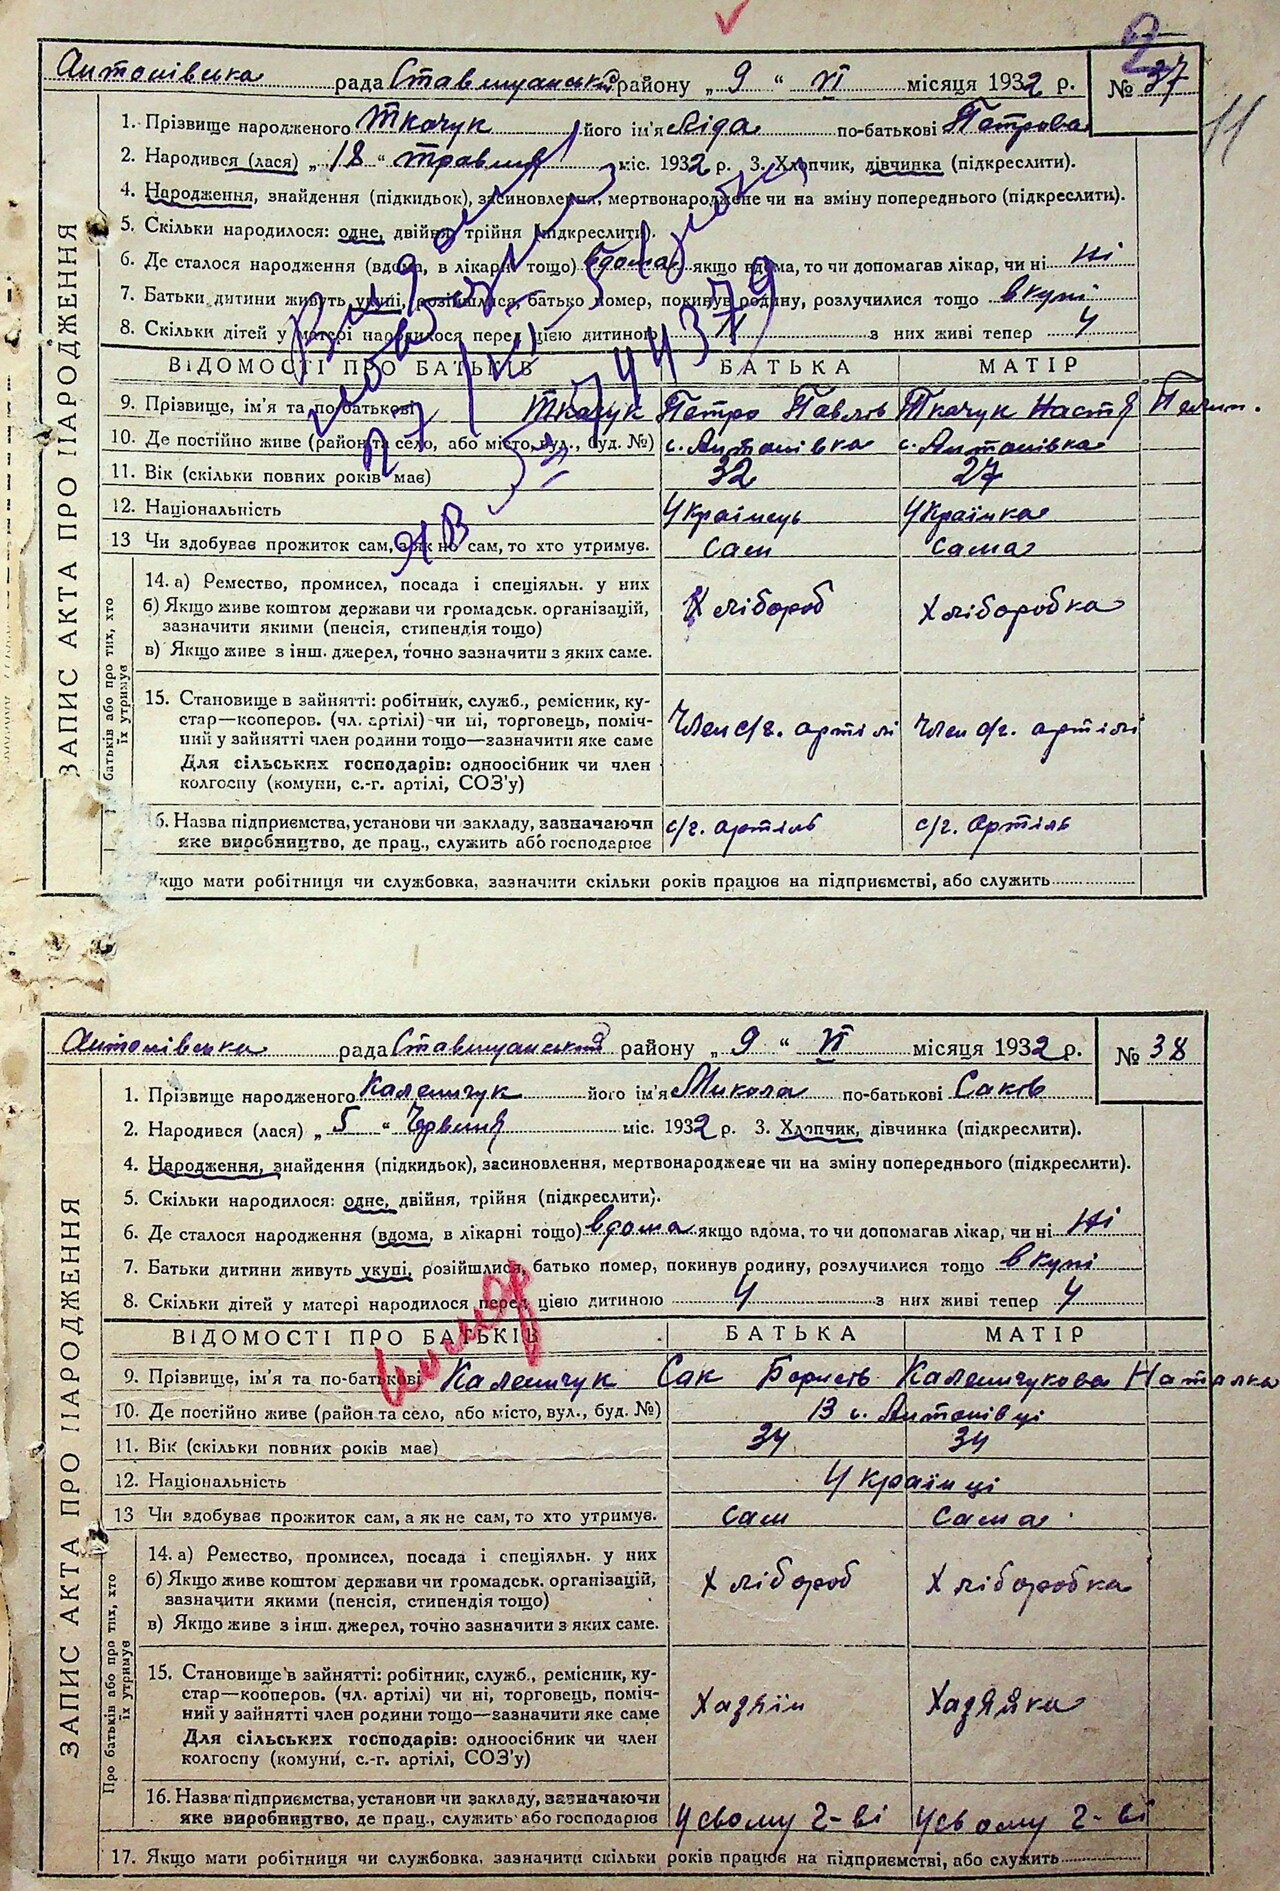 2
Антонівська рада Ставищанський району „ 9 “ VI місяця 1932 р. № 37
11
1. Прізвище народженого Ткачук його ім'я Ліда по-батькові Петрова
2. Народився (лася) „ 18 “ травня міс. 1932 р. 3. Хлопчик, дівчинка (підкреслити).
4. Народження, знайдення (підкидьок), засиновлення, мертвонароджене чи на зміну попереднього (підкреслити).
5. Скільки народилося: одне, двійня, трійня (підкреслити).
6. Де сталося народження (вдома, в лікарні тощо) вдома якщо вдома, то чи допомагав лікар, чи ні Ні
7. Батьки дитини живуть укупі, розійшлися, батько помер, покинув родину, розлучилися тощо вкупі
8. Скільки дітей у матері народилося перед цією дитиною з них живі тепер 4
ВІДОМОСТІ ПРО БАТЬКІВ БАТЬКА МАТІР
9. Прізвище, ім'я та по-батькові Ткачук Петро Павлів Ткачук Настя
10. Де постійно живе (район та село, або місто, вул., буд. №) с. Антонівка с. Антонівка
11. Вік (скільки повних років має) 32 27
12. Національність Українець Українка
13 Чи здобуває прожиток сам, а як не сам, то хто утримує. сам сама
14. а) Ремество, промисел, посада і спеціяльн. у них
б) Якщо живе коштом держави чи громадськ. організацій, зазначити якими (пенсія, стипендія тощо) Хлібороб Хліборобка
в) Якщо живе з інш. джерел, точно зазначити з яких саме.
15. Становище в зайнятті: робітник, служб., ремісник, ку-
стар—кооперов. (чл. артілі) чи ні, торговець, поміч-
ний у зайнятті член родини тощо—зазначити яке саме Член с/г. артілі Член с/г. артілі
Для сільських господарів: одноосібник чи член
колгоспу (комуни, с.-г. артілі, СОЗ'у)
16. Назва підприємства, установи чи закладу, зазначаючи с/г. артіль с/г. артіль
яке виробництво, де прац., служить або господарює
Якщо мати робітниця чи службовка, зазначити скільки років працює на підприємстві, або служить
ЗАПИС АКТА ПРО НАРОДЖЕННЯ
батьків або про тих, хто
їх утримує
Антонівська рада Ставищанський району „ 9 “ VI місяця 1932 р. № 38
1. Прізвище народженого Каленчук його ім'я Микола по-батькові Саків
2. Народився (лася) „ 5 “ Червня міс. 1932 р. 3. Хлопчик, дівчинка (підкреслити).
4. Народження, знайдення (підкидьок), засиновлення, мертвонароджене чи на зміну попереднього (підкреслити).
5. Скільки народилося: одне, двійня, трійня (підкреслити).
6. Де сталося народження (вдома, в лікарні тощо) вдома якщо вдома, то чи допомагав лікар, чи ні Ні
7. Батьки дитини живуть укупі, розійшлися, батько помер, покинув родину, розлучилися тощо вкупі
8. Скільки дітей у матері народилося перед цією дитиною 4 з них живі тепер 4
помер
ВІДОМОСТІ ПРО БАТЬКІВ БАТЬКА МАТІР
9. Прізвище, ім'я та по-батькові Каленчук Сак Борисів Каленчукова Наталка
10. Де постійно живе (район та село, або місто, вул., буд. №) В с. Антонівці
11. Вік (скільки повних років має) 34 34
12. Національність Українці
13 Чи здобуває прожиток сам, а як не сам, то хто утримує. сам сама
14. а) Ремество, промисел, посада і спеціяльн. у них
б) Якщо живе коштом держави чи громадськ. організацій, зазначити якими (пенсія, стипендія тощо) Хлібороб Хліборобка
в) Якщо живе з інш. джерел, точно зазначити з яких саме.
15. Становище в зайнятті: робітник, служб., ремісник, ку-
стар—кооперов. (чл. артілі) чи ні, торговець, поміч-
ний у зайнятті член родини тощо—зазначити яке саме Хазяїн Хазяйка
Для сільських господарів: одноосібник чи член
колгоспу (комуни, с.-г. артілі, СОЗ'у)
16. Назва підприємства, установи чи закладу, зазначаючи
яке виробництво, де прац., служить або господарює У свому г-ві У свому г-ві
17. Якщо мати робітниця чи службовка, зазначити скільки років працює на підприємстві, або служить
ЗАПИС АКТА ПРО НАРОДЖЕННЯ
Про батьків або про тих, хто
їх утримує